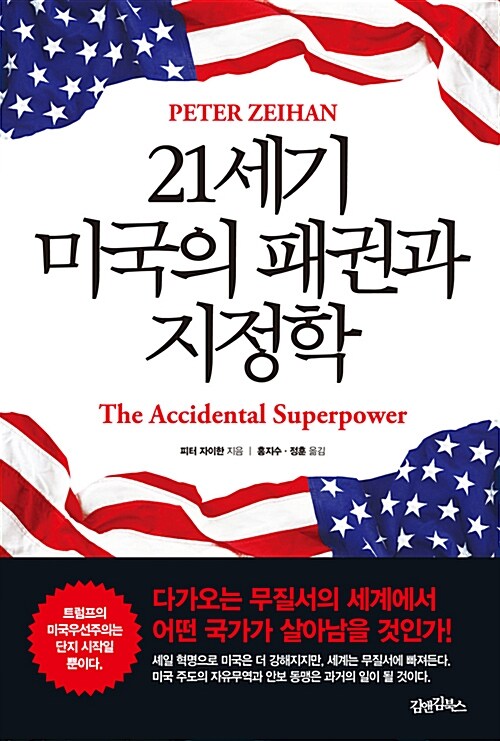 PETER ZEIHAN
21세기
미국의 패권과
지정학
The Accidental Superpower
피터 자이한 지음 | 홍지수 · 정훈 옮김
트럼프의
미국우선주의는
단지 시작일
뿐이다.
다가오는 무질서의 세계에서
어떤 국가가 살아남을 것인가!
셰일 혁명으로 미국은 더 강해지지만, 세계는 무질서에 빠져든다.
미국 주도의 자유무역과 안보 동맹은 과거의 일이 될 것이다.
김앤김북스